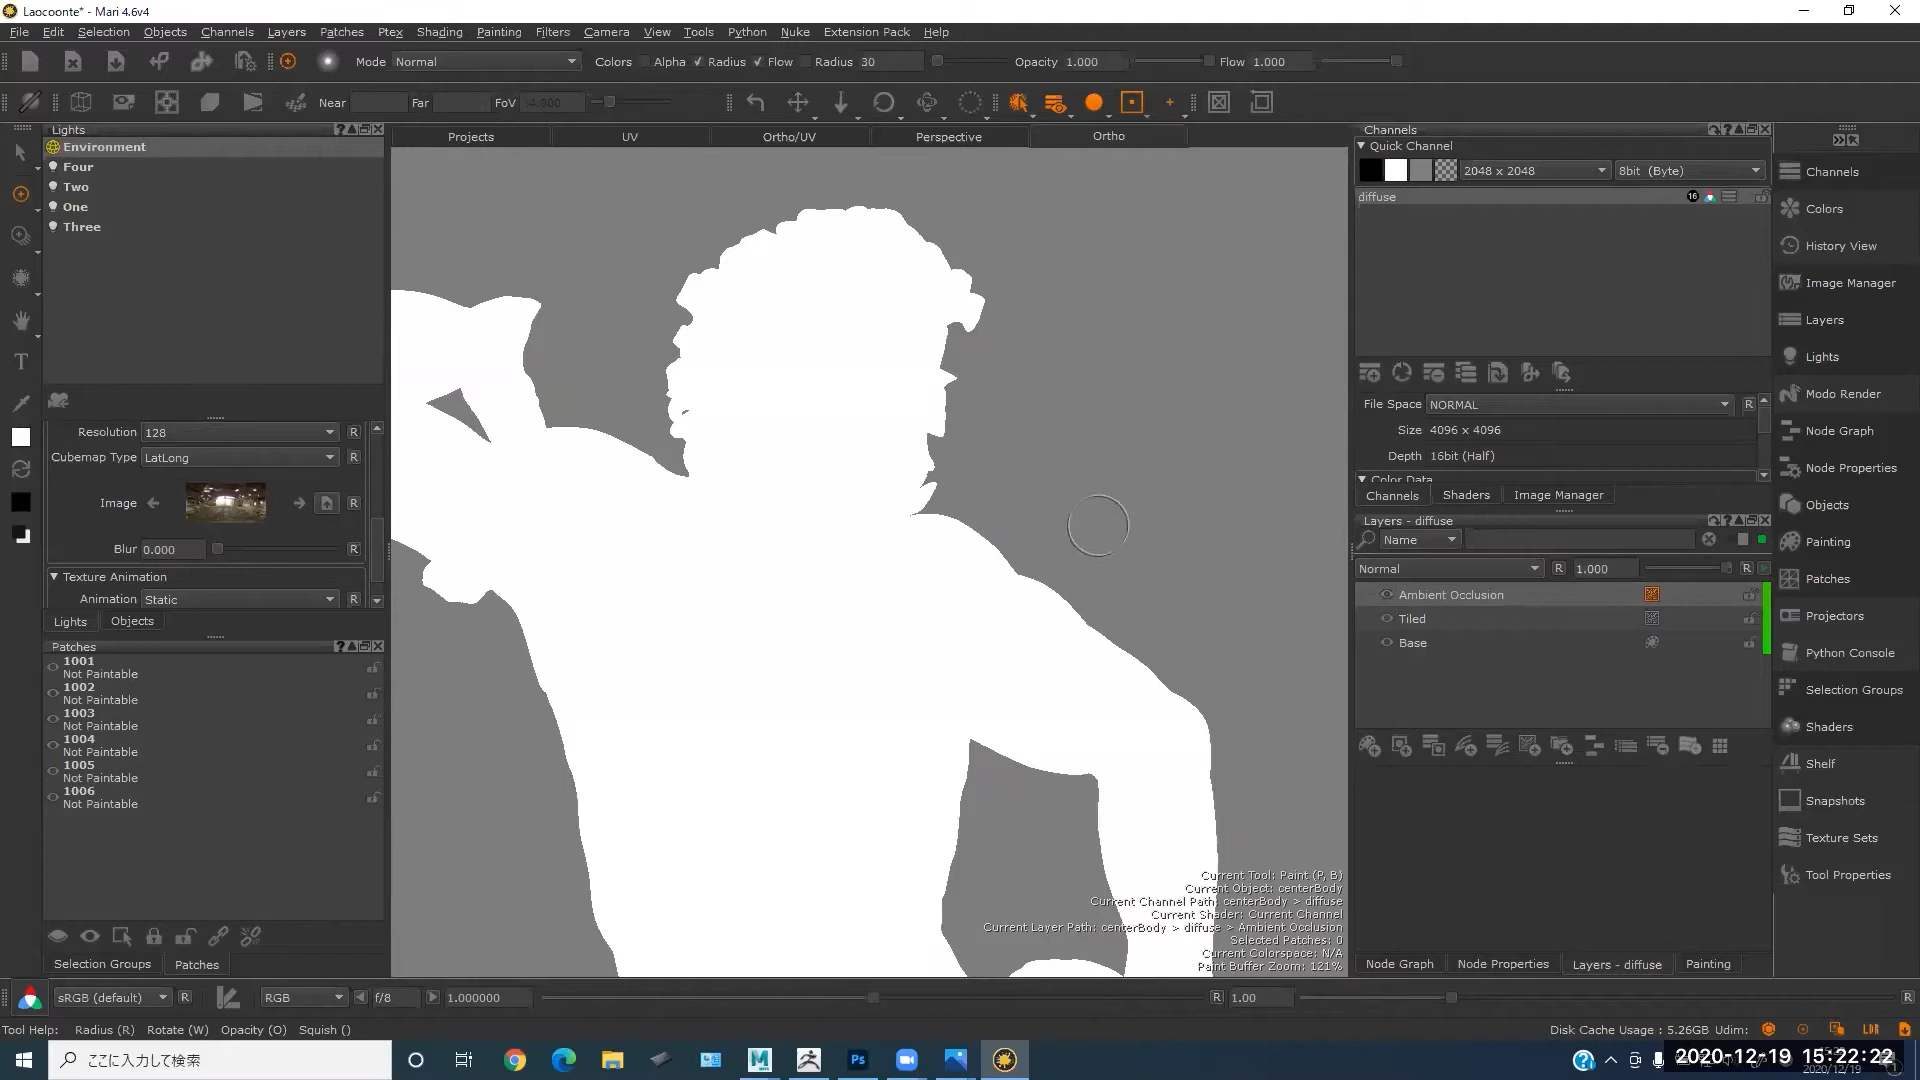 Laocoonte* - Mari 4.6v4
File Edit Selection Objects Channels Layers Patches Ptex Shading Painting Filters Camera View Tools Python Nuke Extension Pack Help
Mode Normal Colors Alpha Radius Flow Radius 30 Opacity 1.000 Flow 1.000
Near Far FoV
Lights
Environment
Four
Two
One
Three
Resolution 128 R
Cubemap Type LatLong R
Image R
Blur 0.000 R
Texture Animation
Animation Static R
Lights Objects
Patches
1001
Not Paintable
1002
Not Paintable
1003
Not Paintable
1004
Not Paintable
1005
Not Paintable
1006
Not Paintable
Selection Groups Patches
Projects UV Ortho/UV Perspective Ortho
Current Tool: Paint (P, B)
Current Object: centerBody
Current Channel Path: centerBody > diffuse
Current Shader: Current Channel
Current Layer Path: centerBody > diffuse > Ambient Occlusion
Selected Patches: 0
Current Colorspace: N/A
Paint Buffer Zoom: 121%
Channels
Quick Channel
2048 x 2048 8bit (Byte)
diffuse 16
File Space NORMAL R
Size 4096 x 4096
Depth 16bit (Half)
Color Data
Channels Shaders Image Manager
Layers - diffuse
Name
Normal R 1.000 R
Ambient Occlusion
Tiled
Base
Node Graph Node Properties Layers - diffuse Painting
Channels
Colors
History View
Image Manager
Layers
Lights
Modo Render
Node Graph
Node Properties
Objects
Painting
Patches
Projectors
Python Console
Selection Groups
Shaders
Shelf
Snapshots
Texture Sets
Tool Properties
sRGB (default) R RGB f/8 1.000000 R 1.00 R
Tool Help: Radius (R) Rotate (W) Opacity (O) Squish () Disk Cache Usage : 5.26GB Udim: LDR
ここに入力して検索
2020-12-19 15:22:22
2020/12/19